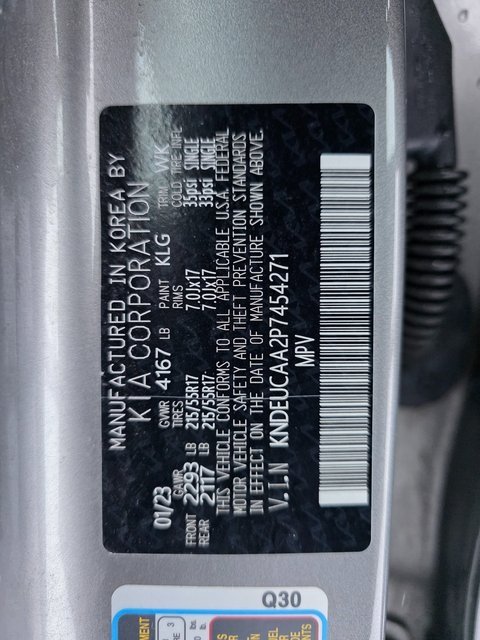 MANUFACTURED IN KOREA BY
KIA CORPORATION
01/23 GVWR 4167 LB PAINT KLG TRIM WK
GAWR TIRES RIMS COLD TIRE INFL
FRONT 2293 LB 215/55R17 7.0Jx17 35psi SINGLE
REAR 2117 LB 215/55R17 7.0Jx17 33psi SINGLE
THIS VEHICLE CONFORMS TO ALL APPLICABLE U.S.A. FEDERAL
MOTOR VEHICLE SAFETY AND THEFT PREVENTION STANDARDS
IN EFFECT ON THE DATE OF MANUFACTURE SHOWN ABOVE.
V.I.N KNDEUCAA2P7454271
MPV
Q30